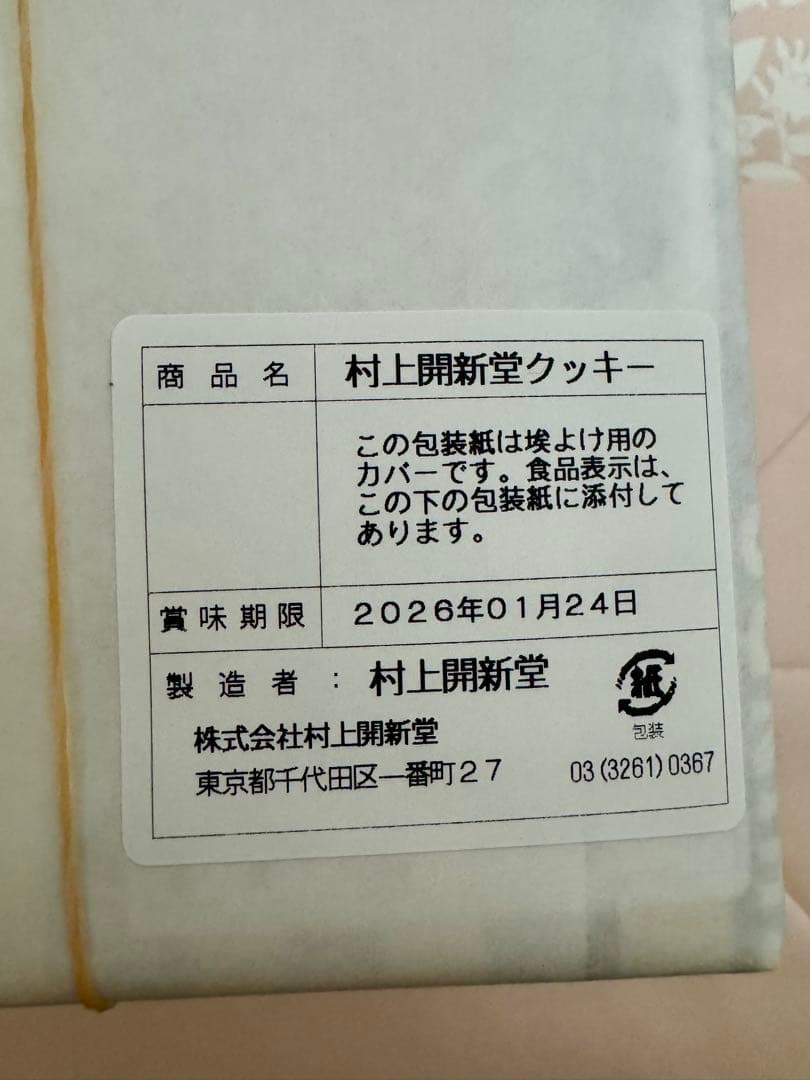 商品名 村上開新堂クッキー
この包装紙は埃よけ用の
カバーです。食品表示は、
この下の包装紙に添付して
あります。
賞味期限 2026年01月24日
製造者：村上開新堂
紙
包装
株式会社村上開新堂
東京都千代田区一番町27 03(3261)0367